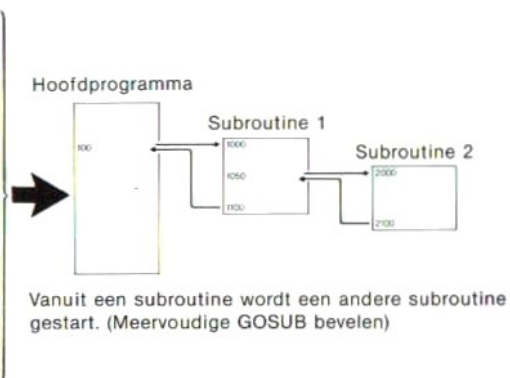 Hoofdprogramma
Subroutine 1
Subroutine 2
100
1000
1050
1100
2000
2100
Vanuit een subroutine wordt een andere subroutine
gestart. (Meervoudige GOSUB bevelen)